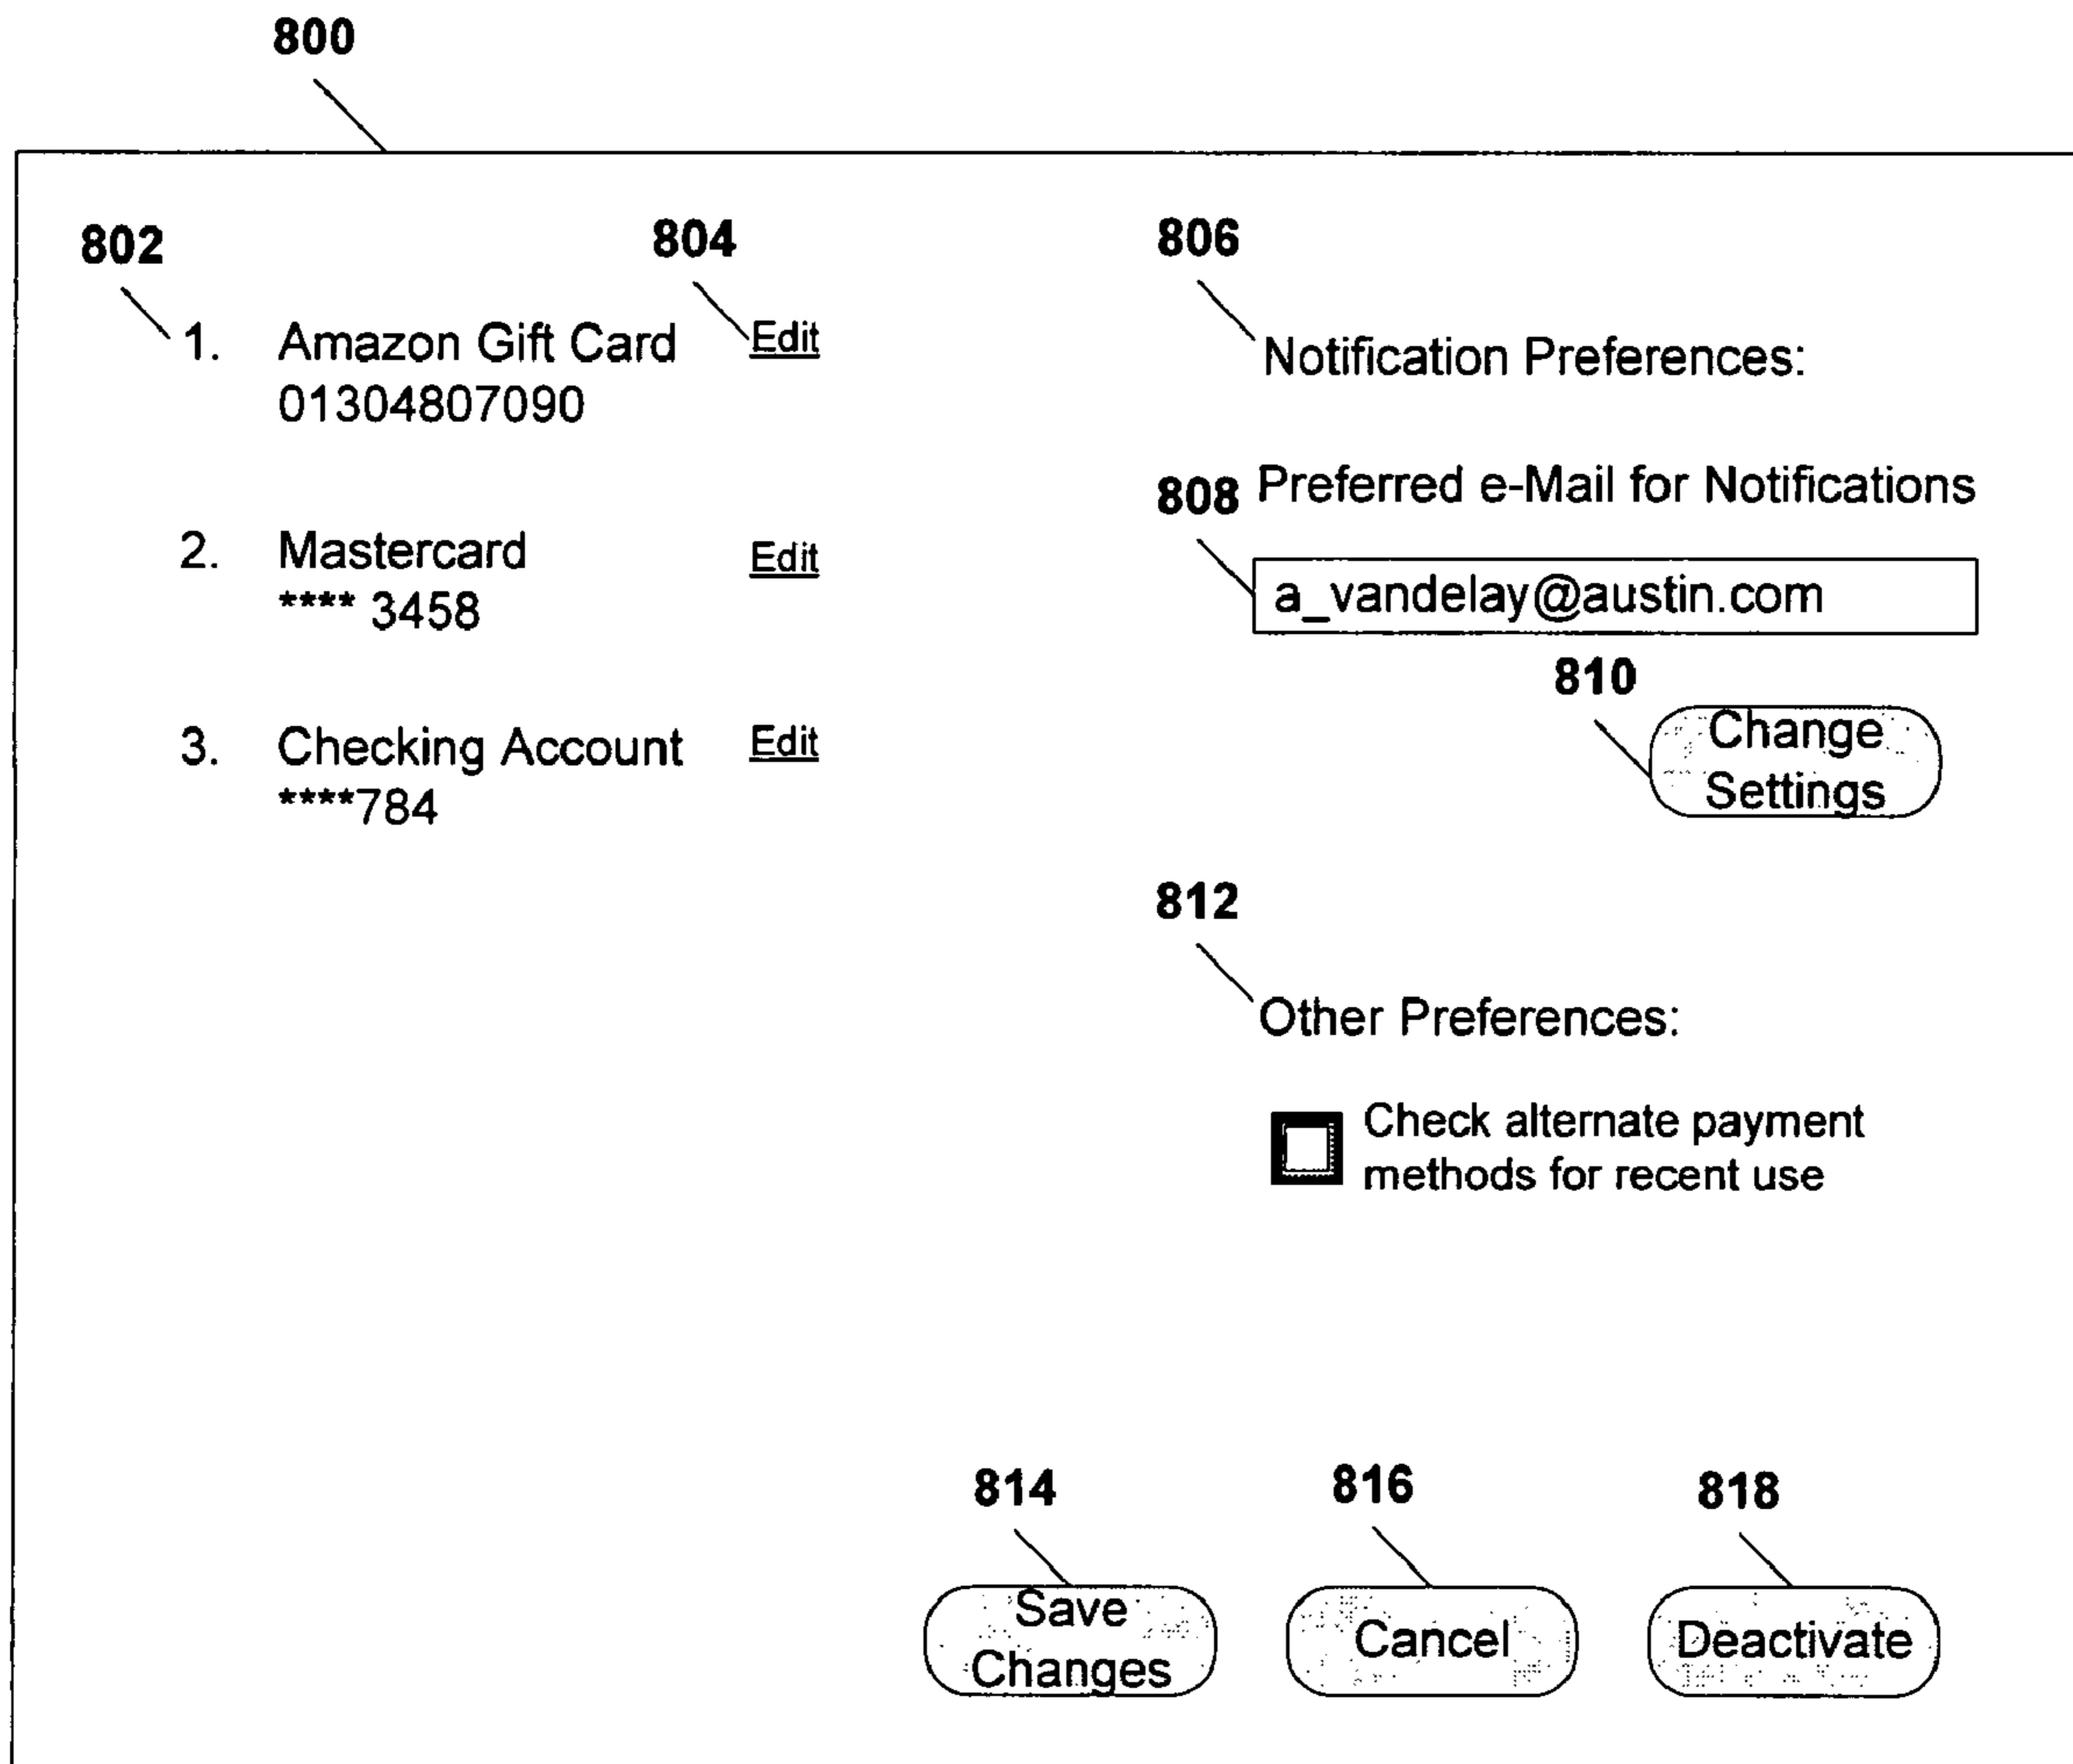 800
802
804
1. Amazon Gift Card Edit
01304807090
2. Mastercard Edit
**** 3458
3. Checking Account Edit
****784
806
Notification Preferences:
Preferred e-Mail for Notifications
808
a_vandelay@austin.com
810
Change
Settings
812
Other Preferences:
Check alternate payment
methods for recent use
814
Save
Changes
816
Cancel
818
Deactivate